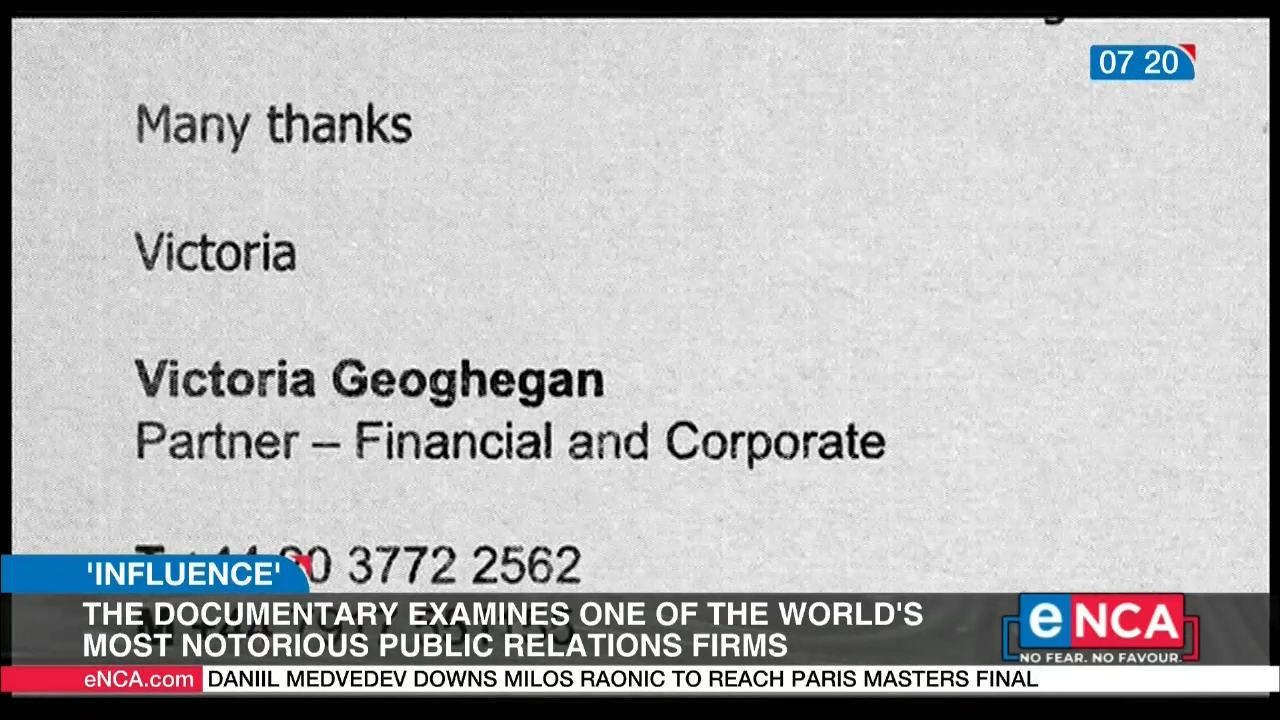 07 20
Many thanks
Victoria
Victoria Geoghegan
Partner – Financial and Corporate
3772 2562
'INFLUENCE'
THE DOCUMENTARY EXAMINES ONE OF THE WORLD'S
MOST NOTORIOUS PUBLIC RELATIONS FIRMS
eNCA
NO FEAR. NO FAVOUR.
eNCA.com DANIIL MEDVEDEV DOWNS MILOS RAONIC TO REACH PARIS MASTERS FINAL